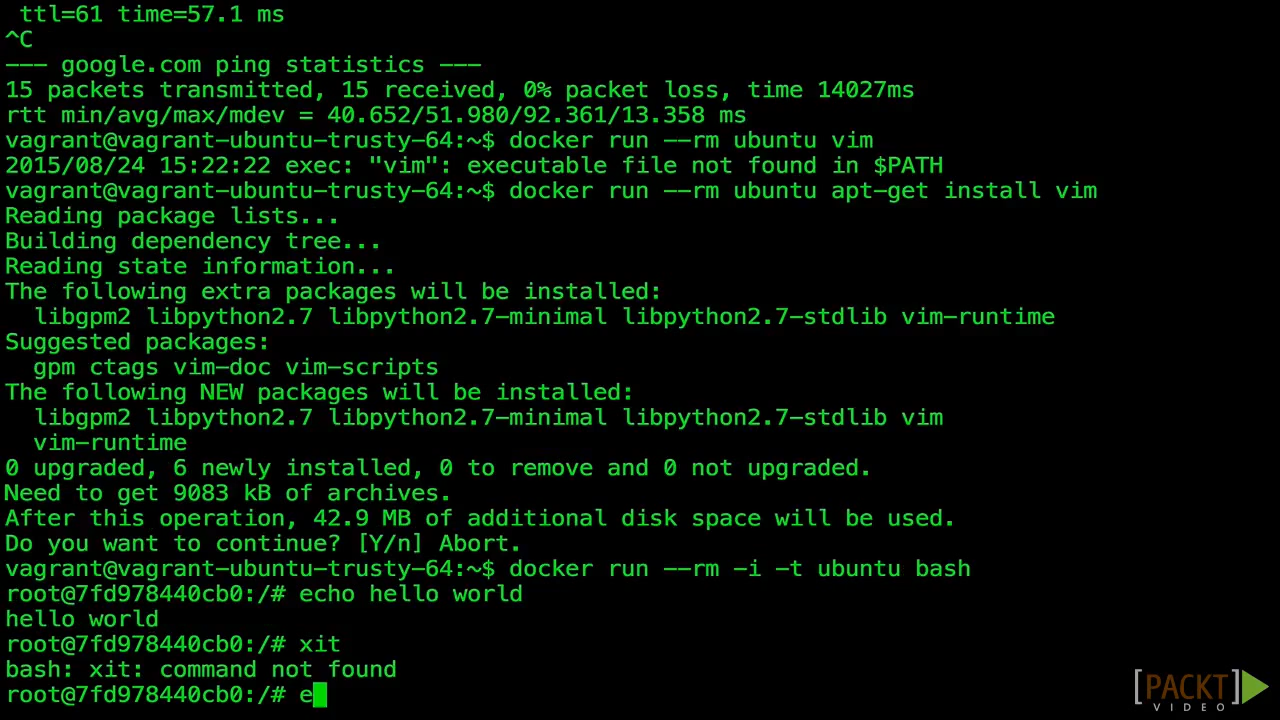 ttl=61 time=57.1 ms
^C
--- google.com ping statistics ---
15 packets transmitted, 15 received, 0% packet loss, time 14027ms
rtt min/avg/max/mdev = 40.652/51.980/92.361/13.358 ms
vagrant@vagrant-ubuntu-trusty-64:~$ docker run --rm ubuntu vim
2015/08/24 15:22:22 exec: "vim": executable file not found in $PATH
vagrant@vagrant-ubuntu-trusty-64:~$ docker run --rm ubuntu apt-get install vim
Reading package lists...
Building dependency tree...
Reading state information...
The following extra packages will be installed:
  libgpm2 libpython2.7 libpython2.7-minimal libpython2.7-stdlib vim-runtime
Suggested packages:
  gpm ctags vim-doc vim-scripts
The following NEW packages will be installed:
  libgpm2 libpython2.7 libpython2.7-minimal libpython2.7-stdlib vim
  vim-runtime
0 upgraded, 6 newly installed, 0 to remove and 0 not upgraded.
Need to get 9083 kB of archives.
After this operation, 42.9 MB of additional disk space will be used.
Do you want to continue? [Y/n] Abort.
vagrant@vagrant-ubuntu-trusty-64:~$ docker run --rm -i -t ubuntu bash
root@7fd978440cb0:/# echo hello world
hello world
root@7fd978440cb0:/# xit
bash: xit: command not found
root@7fd978440cb0:/# e
[PACKT]
VIDEO